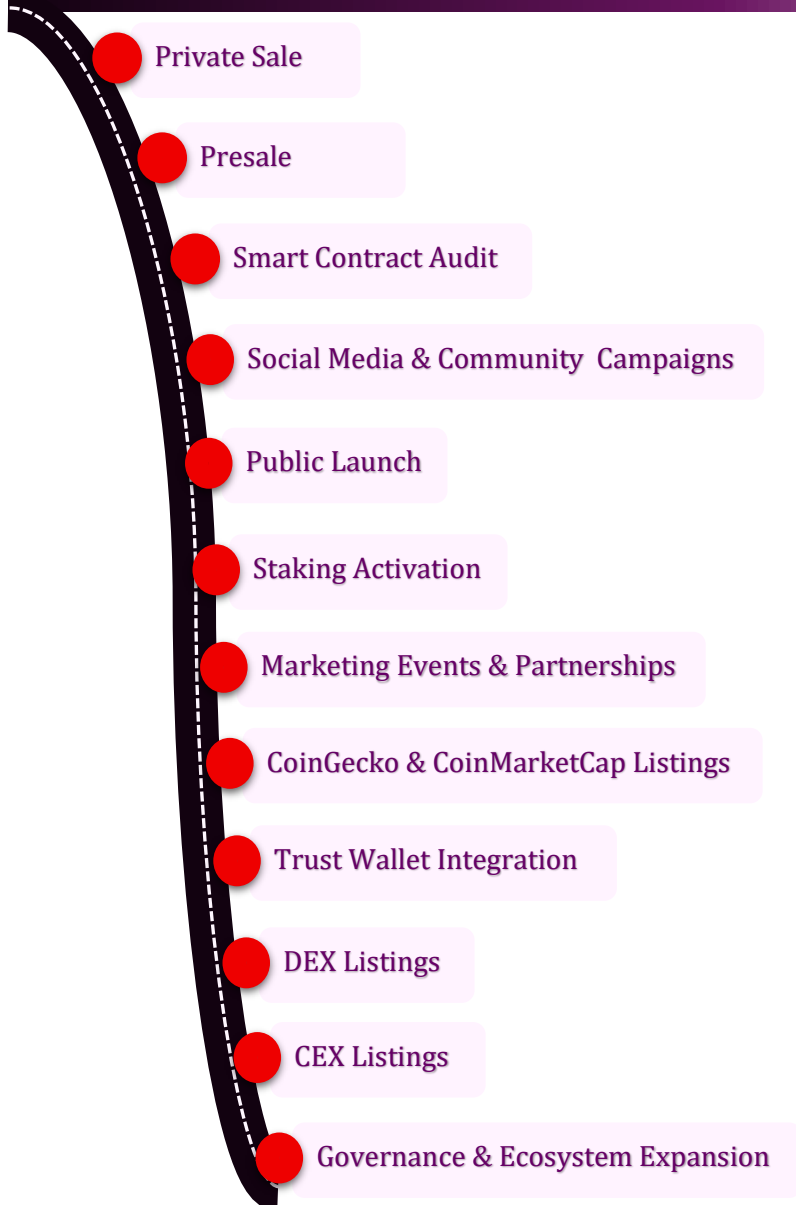 Private Sale
Presale
Smart Contract Audit
Social Media & Community Campaigns
Public Launch
Staking Activation
Marketing Events & Partnerships
CoinGecko & CoinMarketCap Listings
Trust Wallet Integration
DEX Listings
CEX Listings
Governance & Ecosystem Expansion